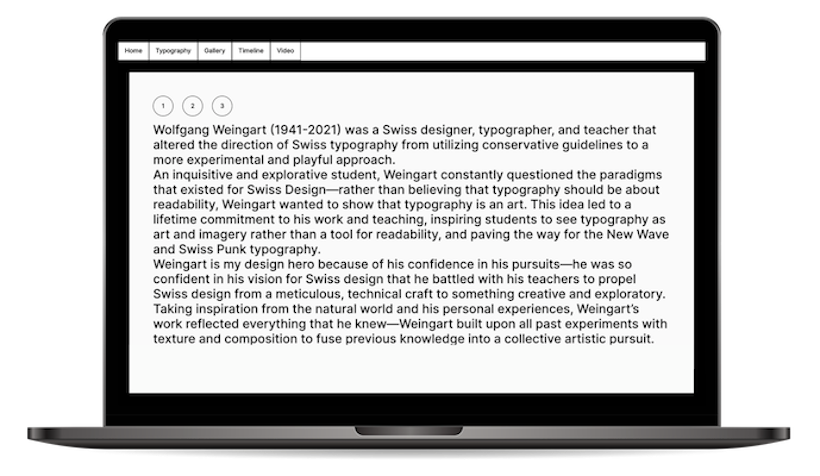 Home Typography Gallery Timeline Video
1 2 3
Wolfgang Weingart (1941-2021) was a Swiss designer, typographer, and teacher that
altered the direction of Swiss typography from utilizing conservative guidelines to a
more experimental and playful approach.
An inquisitive and explorative student, Weingart constantly questioned the paradigms
that existed for Swiss Design—rather than believing that typography should be about
readability, Weingart wanted to show that typography is an art. This idea led to a
lifetime commitment to his work and teaching, inspiring students to see typography as
art and imagery rather than a tool for readability, and paving the way for the New Wave
and Swiss Punk typography.
Weingart is my design hero because of his confidence in his pursuits—he was so
confident in his vision for Swiss design that he battled with his teachers to propel
Swiss design from a meticulous, technical craft to something creative and exploratory.
Taking inspiration from the natural world and his personal experiences, Weingart’s
work reflected everything that he knew—Weingart built upon all past experiments with
texture and composition to fuse previous knowledge into a collective artistic pursuit.